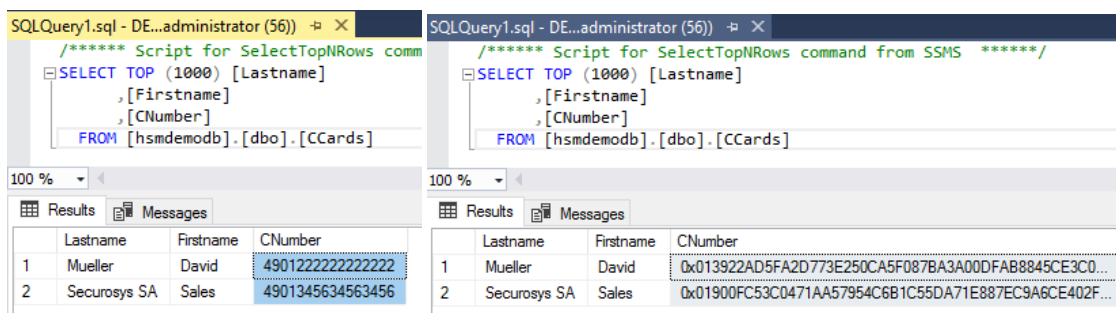 SQLQuery1.sql - DE...administrator (56))
/****** Script for SelectTopNRows comm
SELECT TOP (1000) [Lastname]
,[Firstname]
,[CNumber]
FROM [hsmdemodb].[dbo].[CCards]
100 %
Results Messages
Lastname Firstname CNumber
1 Mueller David 4901222222222222
2 Securosys SA Sales 4901345634563456
SQLQuery1.sql - DE...administrator (56))
/****** Script for SelectTopNRows command from SSMS ******/
SELECT TOP (1000) [Lastname]
,[Firstname]
,[CNumber]
FROM [hsmdemodb].[dbo].[CCards]
100 %
Results Messages
Lastname Firstname CNumber
1 Mueller David 0x013922AD5FA2D773E250CA5F087BA3A00DFAB8845CE3C0...
2 Securosys SA Sales 0x01900FC53C0471AA57954C6B1C55DA71E887EC9A6CE402F...